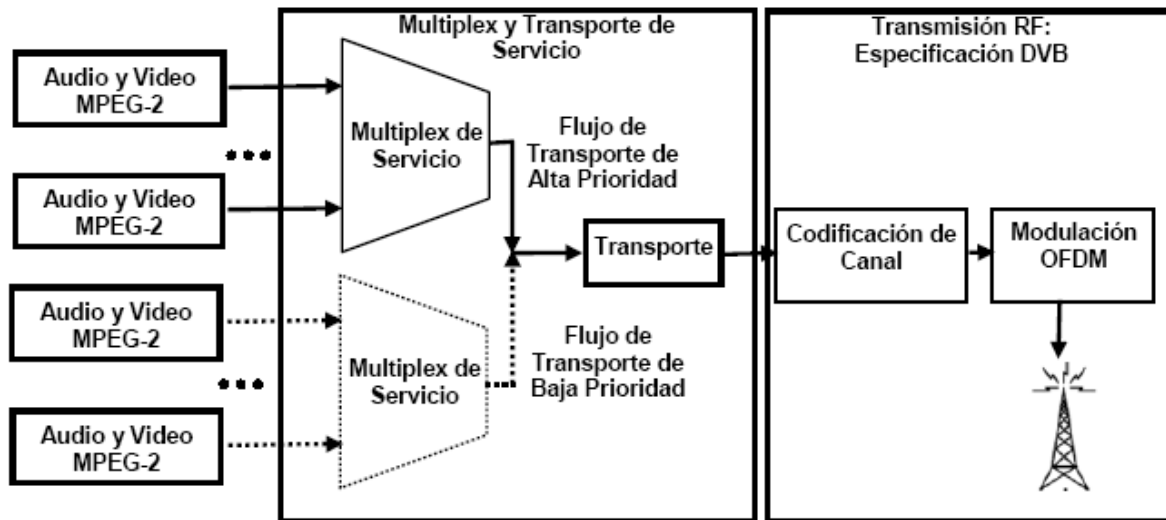 Multiplex y Transporte de
Servicio
Transmisión RF:
Especificación DVB
Audio y Video
MPEG-2
Audio y Video
MPEG-2
Audio y Video
MPEG-2
Audio y Video
MPEG-2
Multiplex de
Servicio
Flujo de
Transporte de
Alta Prioridad
Transporte
Multiplex de
Servicio
Flujo de
Transporte de
Baja Prioridad
Codificación de
Canal
Modulación
OFDM